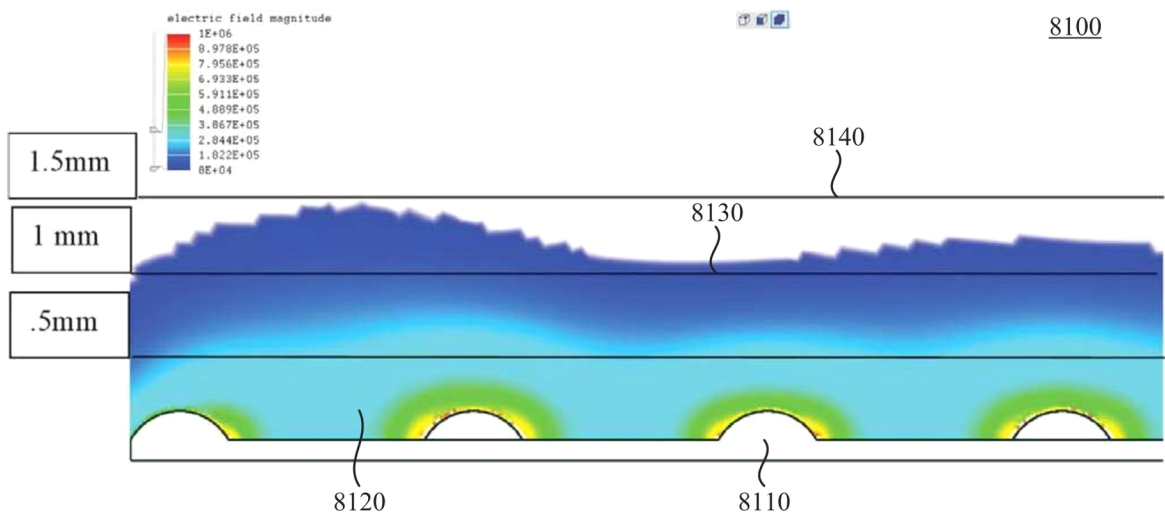 electric field magnitude
1E+06
8.978E+05
7.956E+05
6.933E+05
5.911E+05
4.889E+05
3.867E+05
2.844E+05
1.822E+05
8E+04
8100
8140
1.5mm
8130
1 mm
.5mm
8120
8110